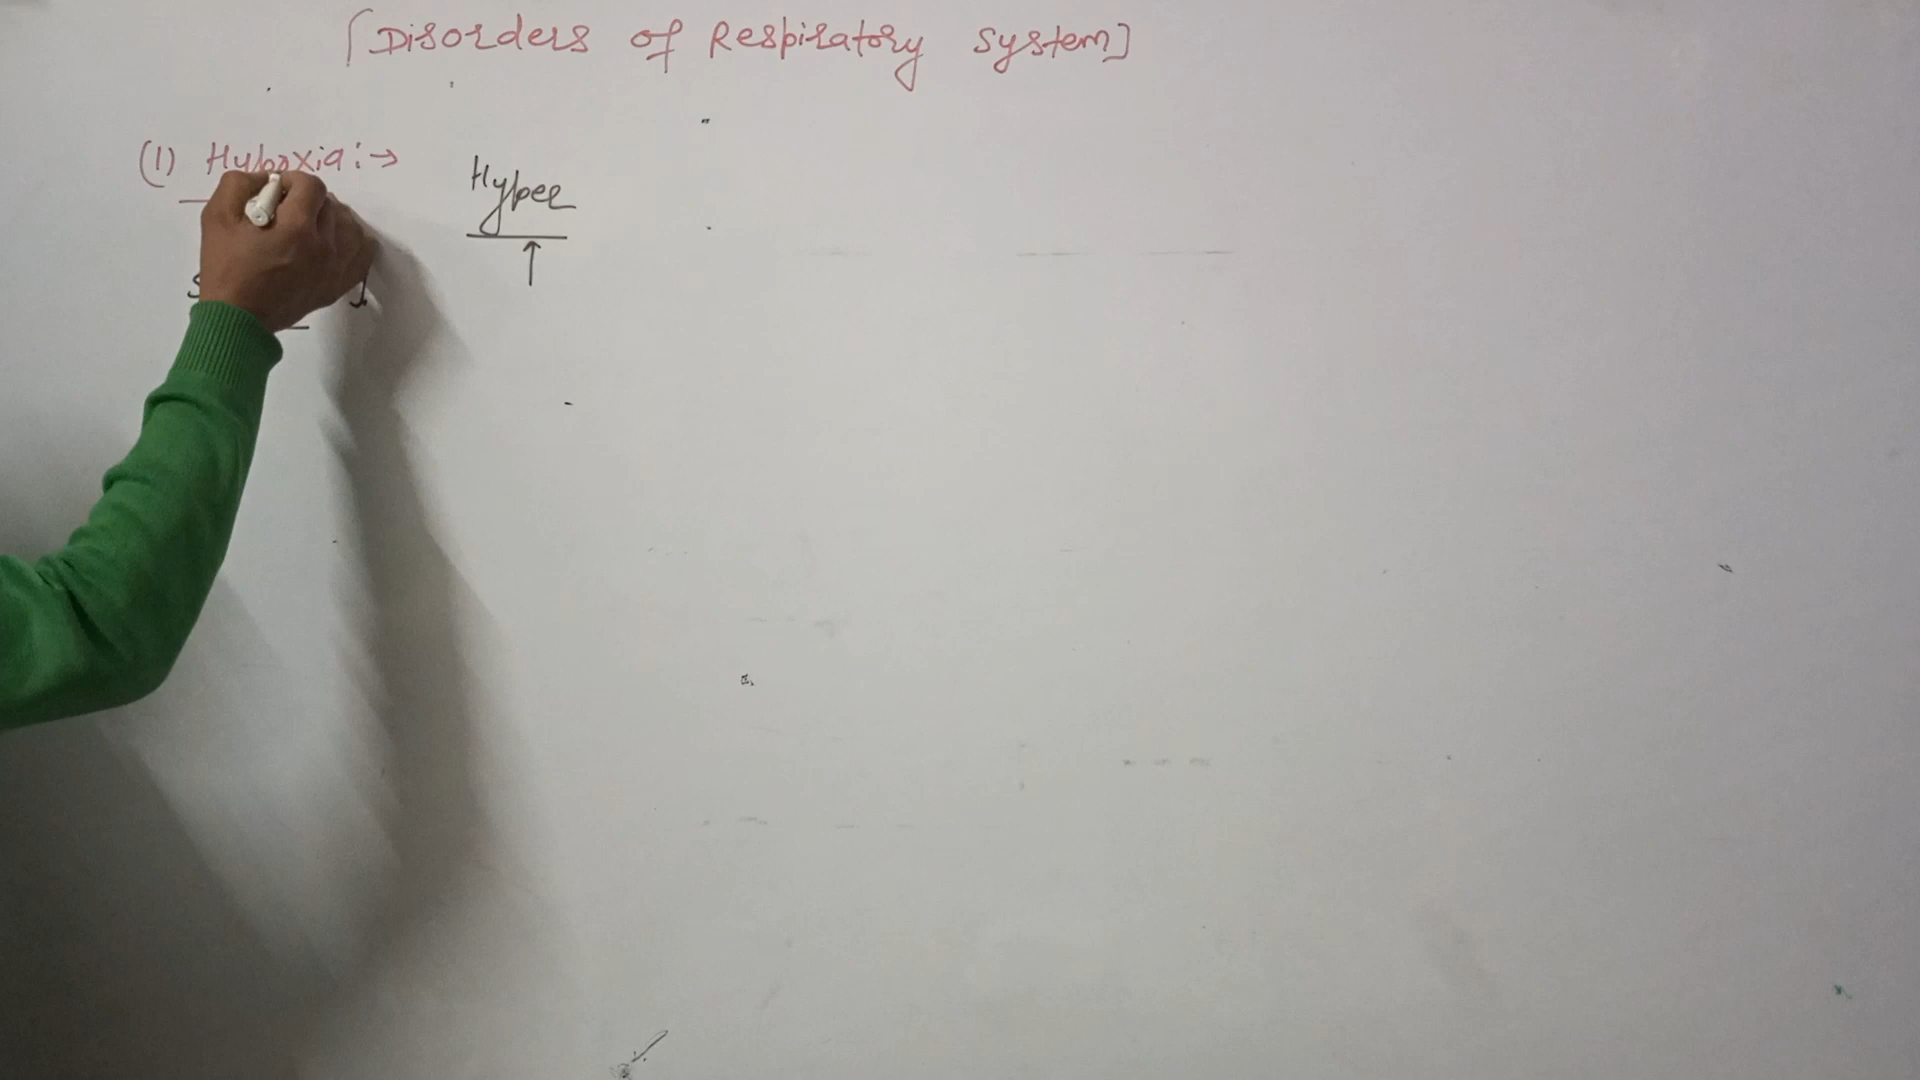 [Disorders of Respiratory System]
(1) Hypoxia:→
Hyper
↑